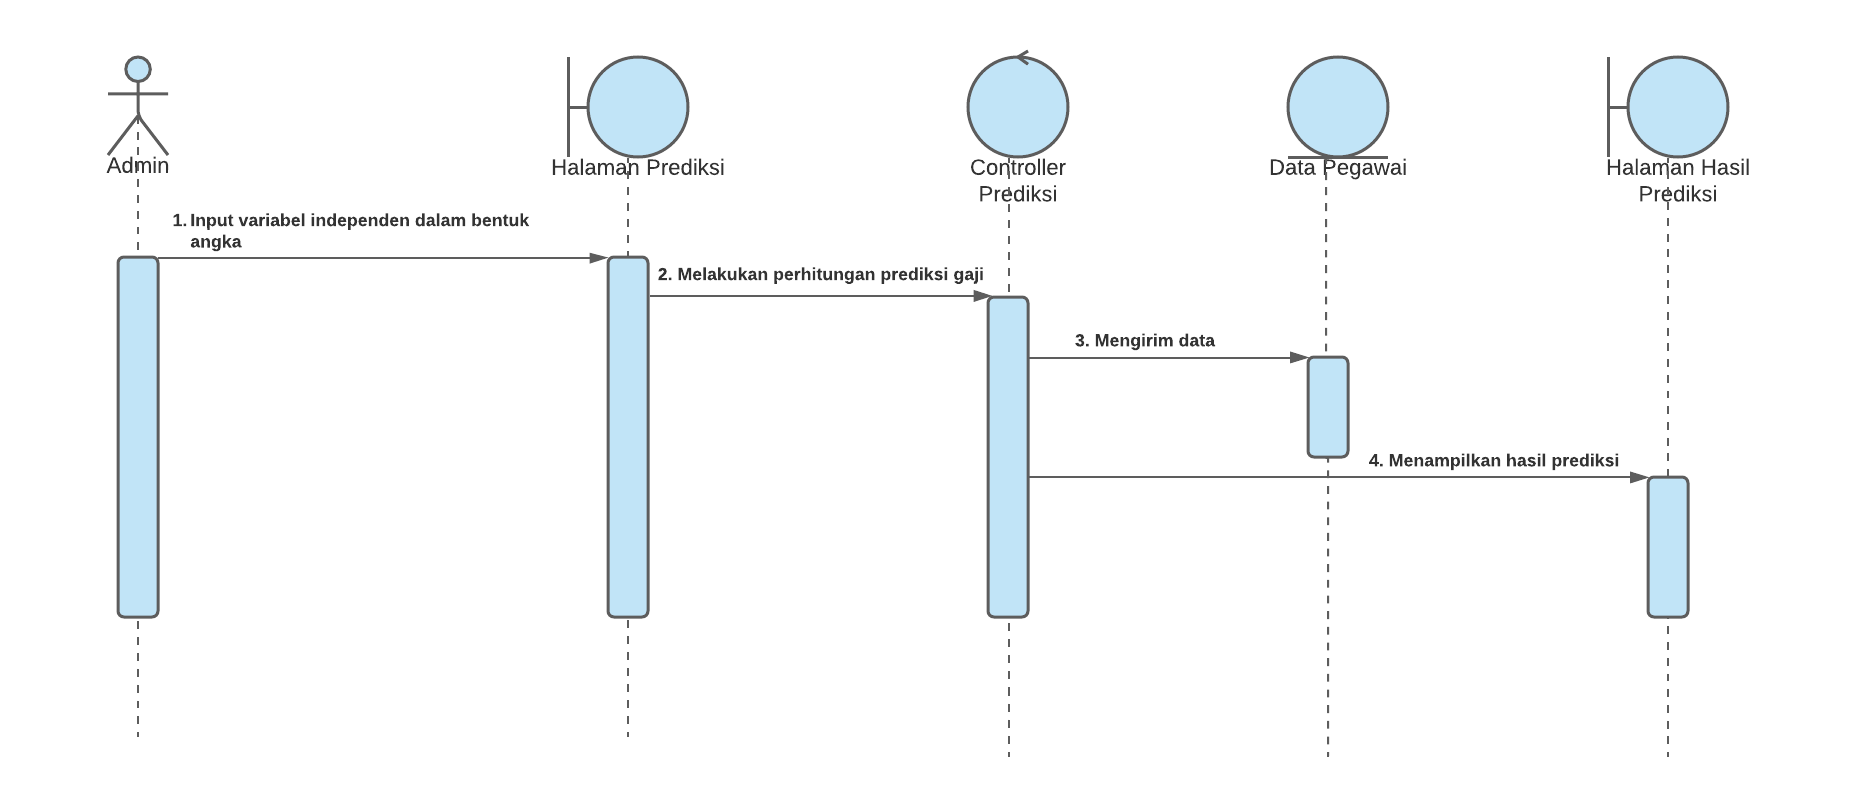 Admin
Halaman Prediksi
Controller
Prediksi
Data Pegawai
Halaman Hasil
Prediksi
1. Input variabel independen dalam bentuk
angka
2. Melakukan perhitungan prediksi gaji
3. Mengirim data
4. Menampilkan hasil prediksi